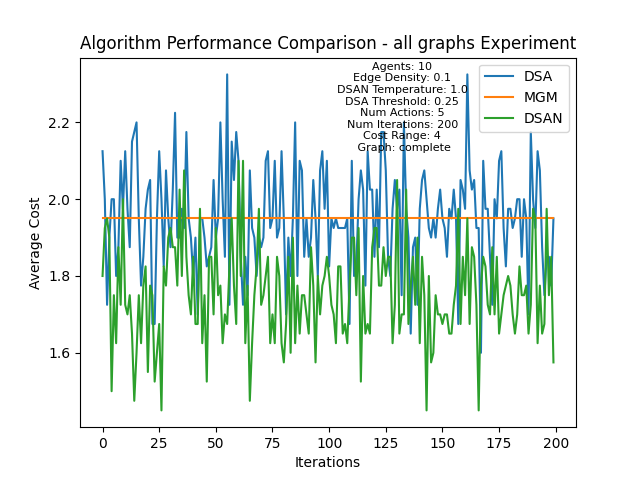 Algorithm Performance Comparison - all graphs Experiment
Agents: 10
Edge Density: 0.1
DSAN Temperature: 1.0
DSA Threshold: 0.25
Num Actions: 5
Num Iterations: 200
Cost Range: 4
Graph: complete
DSA
MGM
DSAN
Average Cost
2.2
2.0
1.8
1.6
0
25
50
75
100
125
150
175
200
Iterations